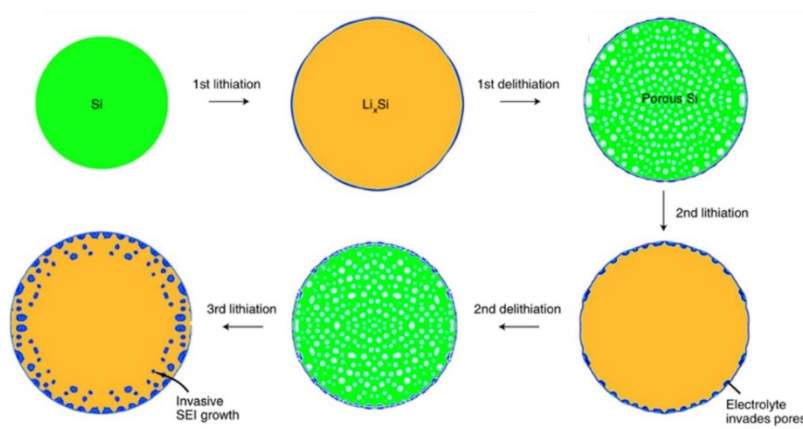 Si
1st lithiation
LiₓSi
1st delithiation
Porous Si
2nd lithiation
3rd lithiation
2nd delithiation
Invasive
SEI growth
Electrolyte
invades pores